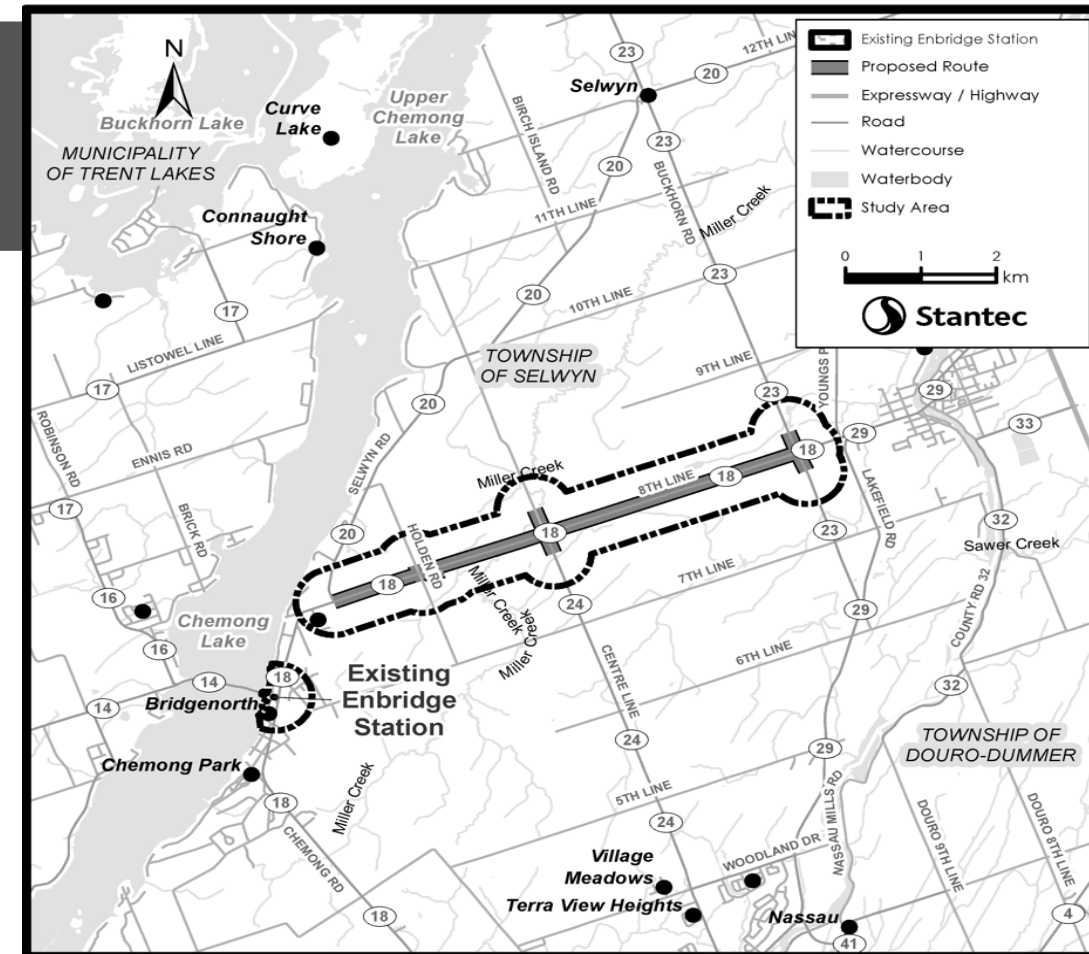 N
Buckhorn Lake
MUNICIPALITY
OF TRENT LAKES
Curve
Lake
Upper
Chemong
Lake
Connaught
Shore
Selwyn
23
12TH LINE
20
23
20
BIRCH ISLAND RD
BUCKHORN RD
11TH LINE
Miller Creek
23
20
10TH LINE
17
LISTOWEL LINE
TOWNSHIP
OF SELWYN
9TH LINE
23
17
20
29
33
ROBINSON RD
ENNIS RD
SELWYN RD
29
18
LAKEFIELD RD
Miller Creek
8TH LINE
18
17
BRICK RD
20
HOLDEN RD
18
23
32
Sawer Creek
18
7TH LINE
16
Miller Creek
24
29
COUNTY RD 32
Chemong
Lake
Miller Creek
16
6TH LINE
CENTRE LINE
14
18
Existing
Enbridge
Station
32
Bridgenorth
14
24
29
TOWNSHIP OF
DOURO-DUMMER
Chemong Park
5TH LINE
18
Miller Creek
24
NASSAU MILLS RD
DOURO 9TH LINE
DOURO 8TH LINE
CHEMONG RD
WOODLAND DR
Village
Meadows
Terra View Heights
Nassau
18
4
41
Existing Enbridge Station
Proposed Route
Expressway / Highway
Road
Watercourse
Waterbody
Study Area
0 1 2
km
Stantec